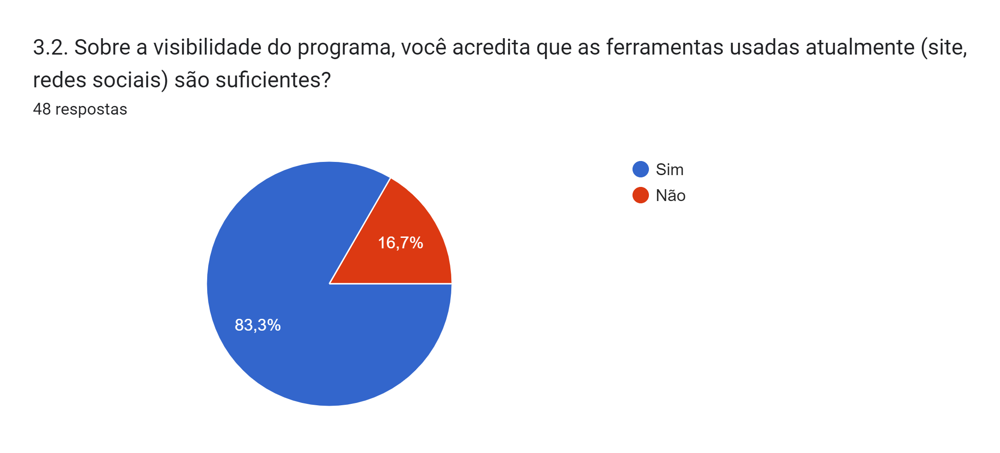 3.2. Sobre a visibilidade do programa, você acredita que as ferramentas usadas atualmente (site,
redes sociais) são suficientes?
48 respostas
Sim
Não
16,7%
83,3%